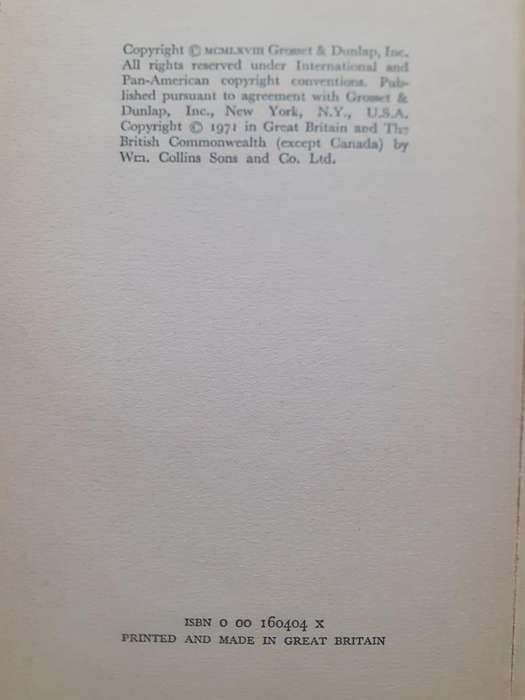 Copyright © MCMLXVIII Grosset & Dunlap, Inc.
All rights reserved under International and
Pan-American copyright conventions. Pub-
lished pursuant to agreement with Grosset &
Dunlap, Inc., New York, N.Y., U.S.A.
Copyright © 1971 in Great Britain and The
British Commonwealth (except Canada) by
Wm. Collins Sons and Co. Ltd.
ISBN 0 00 160404 X
PRINTED AND MADE IN GREAT BRITAIN